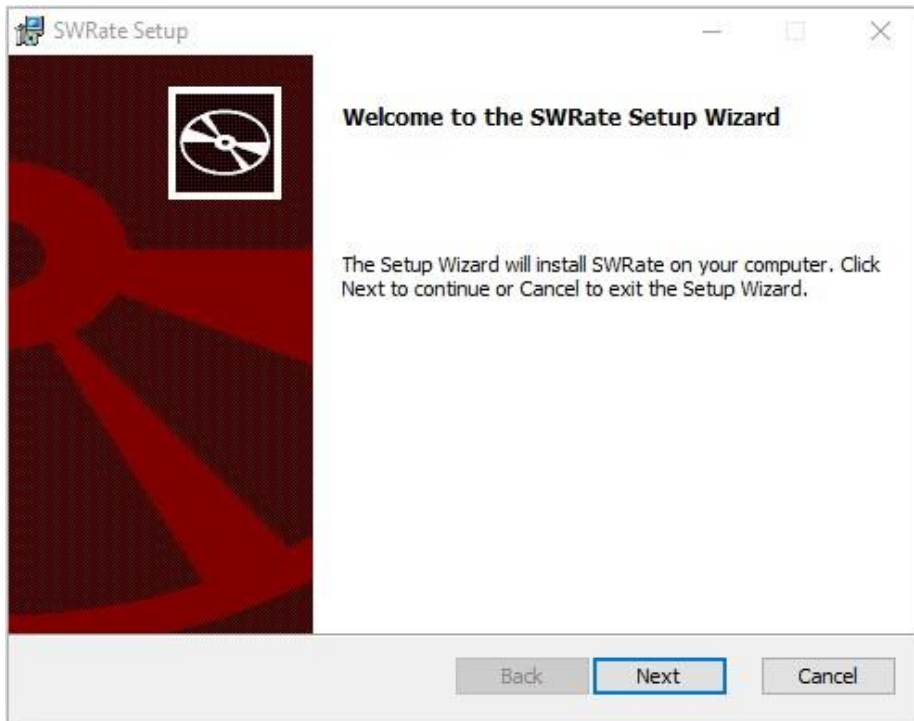 SWRate Setup
Welcome to the SWRate Setup Wizard
The Setup Wizard will install SWRate on your computer. Click
Next to continue or Cancel to exit the Setup Wizard.
Back Next Cancel